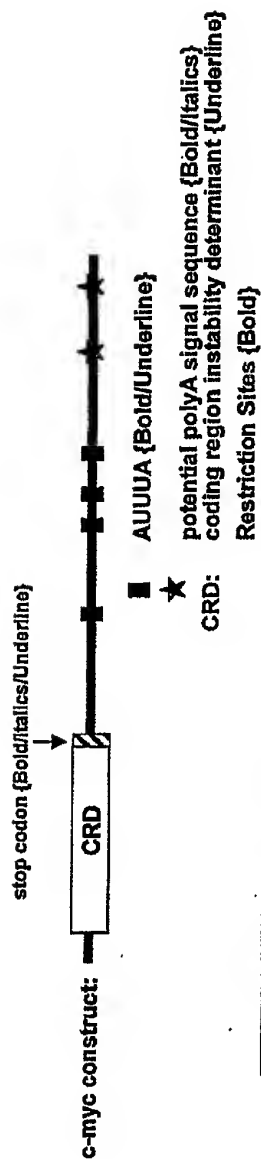 stop codon {Bold/Italics/Underline}
c-myc construct:
CRD
AUUUA {Bold/Underline}
potential polyA signal sequence {Bold/Italics}
CRD: coding region instability determinant {Underline}
Restriction Sites {Bold}